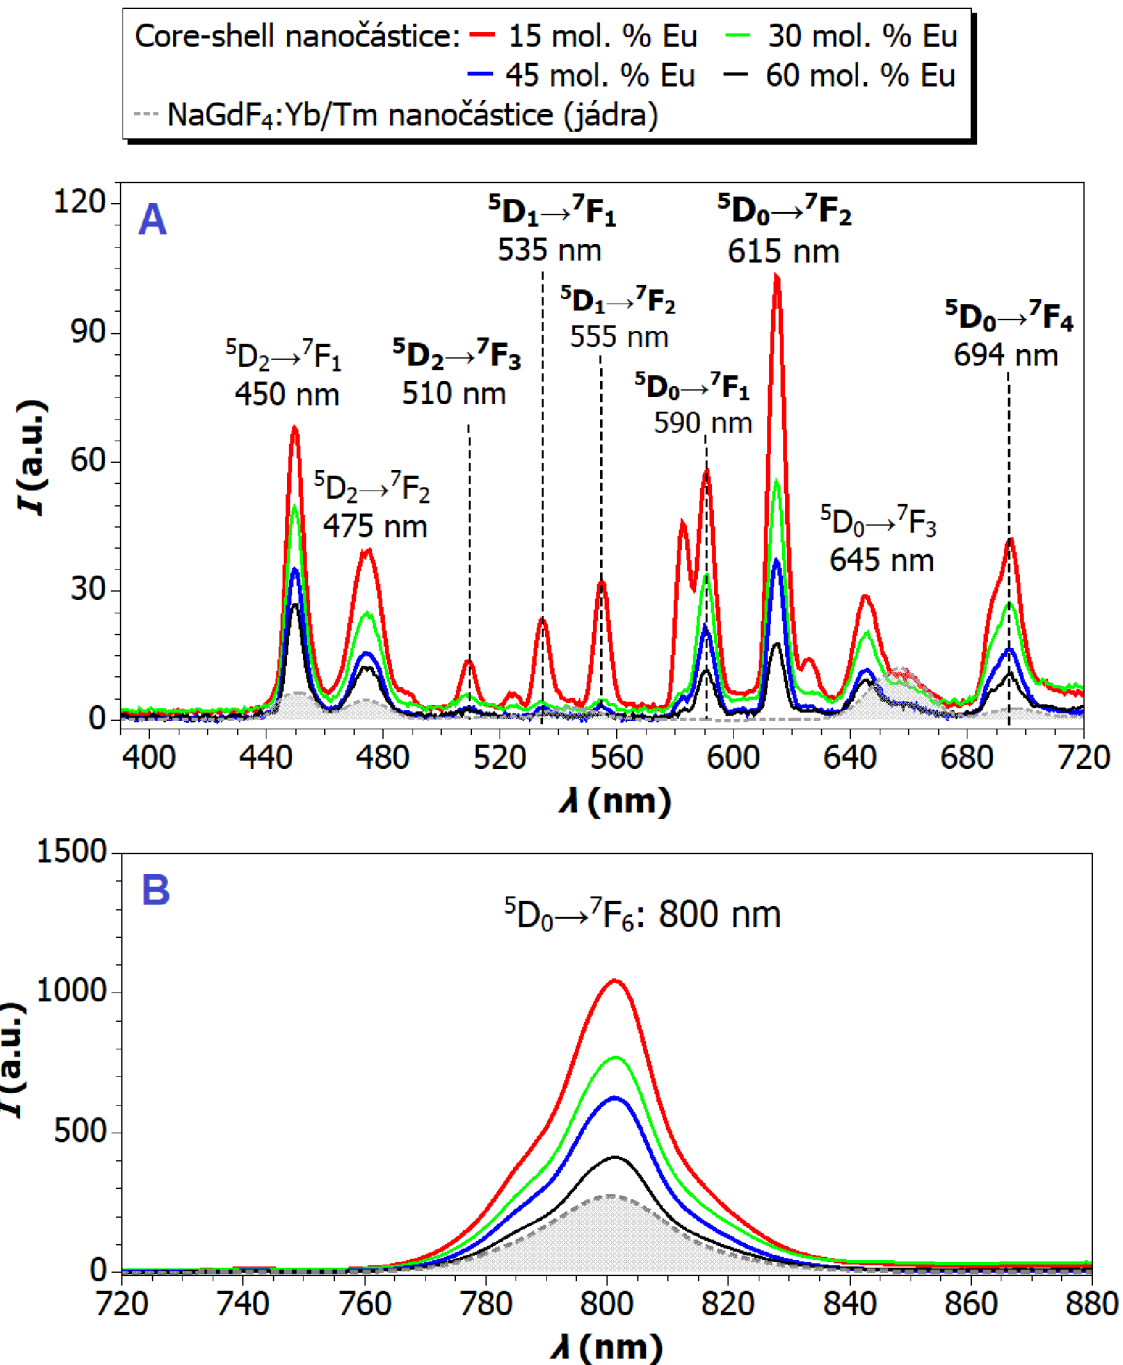 Core-shell nanočástice: 15 mol. % Eu 30 mol. % Eu
45 mol. % Eu 60 mol. % Eu
NaGdF₄:Yb/Tm nanočástice (jádra)
A
⁵D₁→⁷F₁
535 nm
⁵D₀→⁷F₂
615 nm
⁵D₁→⁷F₂
555 nm
⁵D₀→⁷F₄
694 nm
⁵D₂→⁷F₁
450 nm
⁵D₂→⁷F₃
510 nm
⁵D₀→⁷F₁
590 nm
⁵D₂→⁷F₂
475 nm
⁵D₀→⁷F₃
645 nm
I (a.u.)
120
90
60
30
0
400 440 480 520 560 600 640 680 720
λ (nm)
B
⁵D₀→⁷F₆: 800 nm
I (a.u.)
1500
1000
500
0
720 740 760 780 800 820 840 860 880
λ (nm)